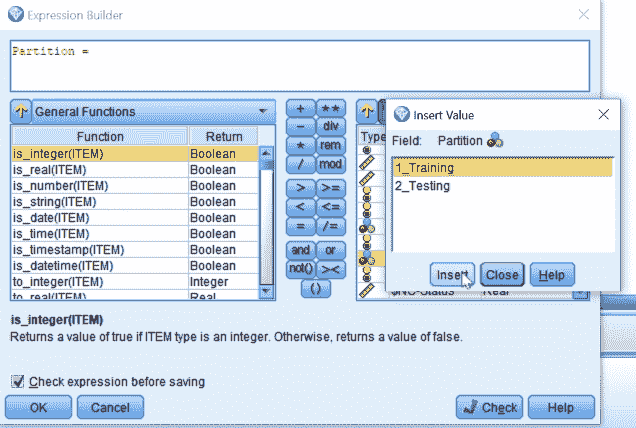 Expression Builder
Partition =
General Functions
Function Return
is_integer(ITEM) Boolean
is_real(ITEM) Boolean
is_number(ITEM) Boolean
is_string(ITEM) Boolean
is_date(ITEM) Boolean
is_time(ITEM) Boolean
is_timestamp(ITEM) Boolean
is_datetime(ITEM) Boolean
to_integer(ITEM) Integer
to_real(ITEM) Real
+ **
- div
* rem
/ mod
> >=
< <=
= /=
and or
not() ><
()
Type
$NC-Status Real
Insert Value
Field: Partition
1_Training
2_Testing
Insert Close Help
is_integer(ITEM)
Returns a value of true if ITEM type is an integer. Otherwise, returns a value of false.
Check expression before saving
OK Cancel Check Help